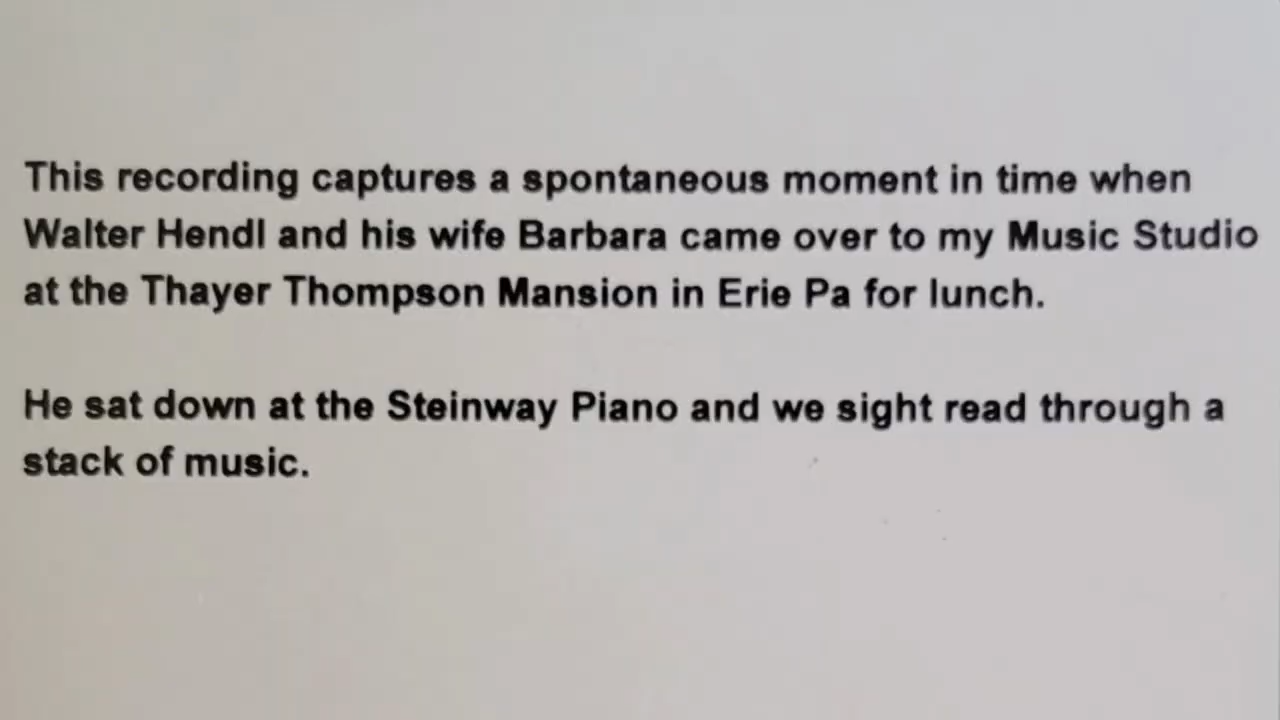 This recording captures a spontaneous moment in time when
Walter Hendl and his wife Barbara came over to my Music Studio
at the Thayer Thompson Mansion in Erie Pa for lunch.
He sat down at the Steinway Piano and we sight read through a
stack of music.